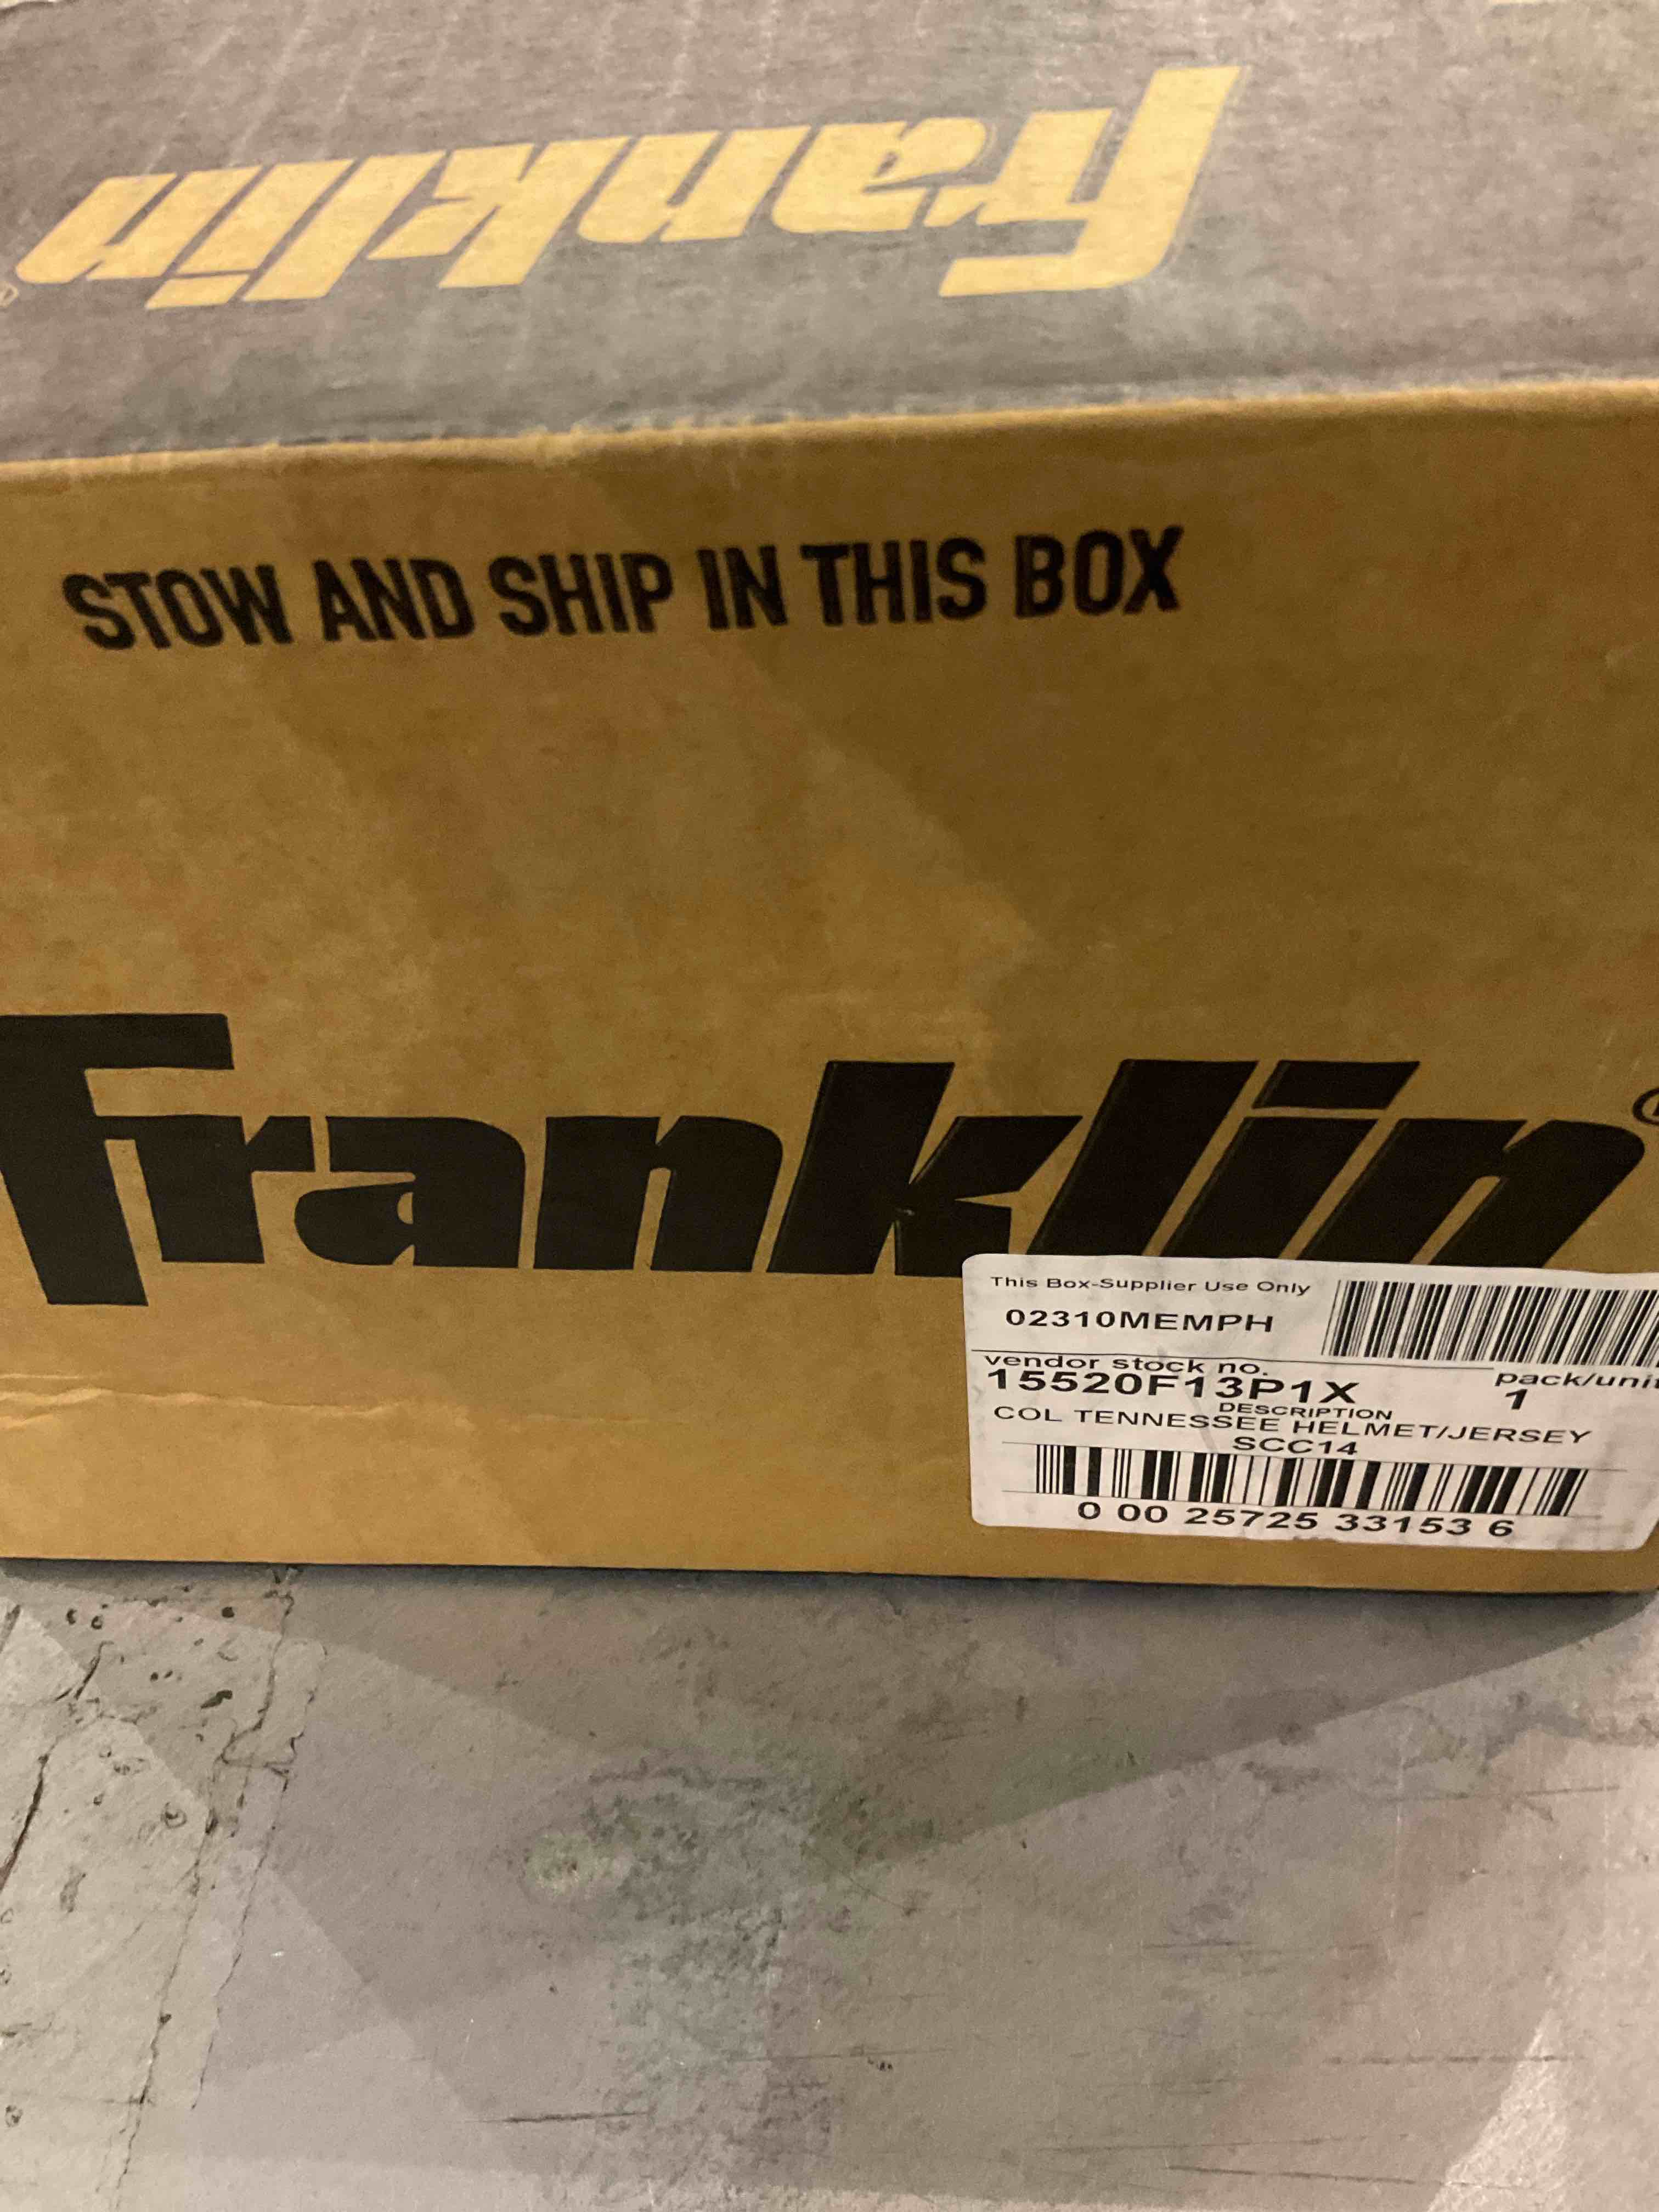 Franklin
STOW AND SHIP IN THIS BOX
Franklin®
This Box-Supplier Use Only
02310MEMPH
vendor stock no.
15520F13P1X
pack/unit
1
DESCRIPTION
COL TENNESSEE HELMET/JERSEY
SCC14
0 00 25725 33153 6